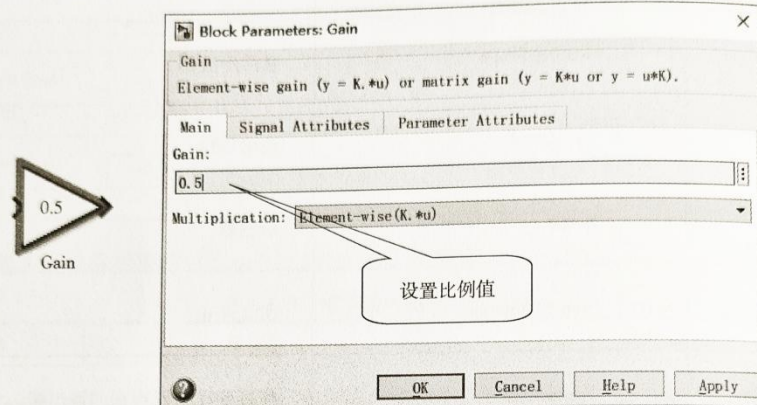 Block Parameters: Gain
Gain
Element-wise gain (y = K.*u) or matrix gain (y = K*u or y = u*K).
Main Signal Attributes Parameter Attributes
Gain:
0.5
Multiplication: Element-wise(K.*u)
设置比例值
0.5
Gain
OK Cancel Help Apply